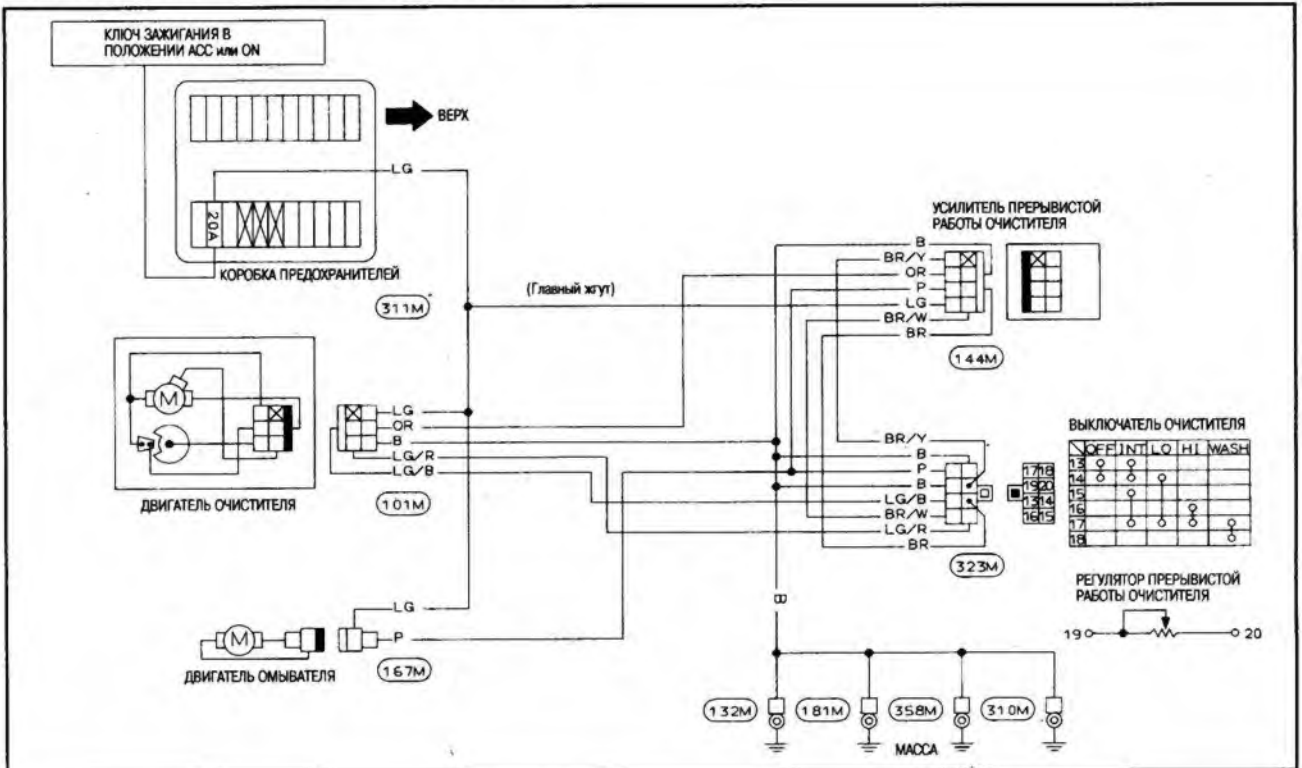 КЛЮЧ ЗАЖИГАНИЯ В
ПОЛОЖЕНИИ ACC или ON
ВЕРХ
LG
20A
КОРОБКА ПРЕДОХРАНИТЕЛЕЙ
311M
(Главный жгут)
УСИЛИТЕЛЬ ПРЕРЫВИСТОЙ
РАБОТЫ ОЧИСТИТЕЛЯ
B
BR/Y
OR
P
LG
BR/W
BR
144M
M
LG
OR
B
LG/R
LG/B
ДВИГАТЕЛЬ ОЧИСТИТЕЛЯ
101M
BR/Y
B
P
B
LG/B
BR/W
LG/R
BR
323M
17 18
19 20
13 14
16 15
ВЫКЛЮЧАТЕЛЬ ОЧИСТИТЕЛЯ
OFF INT LO HI WASH
13
14
15
16
17
18
РЕГУЛЯТОР ПРЕРЫВИСТОЙ
РАБОТЫ ОЧИСТИТЕЛЯ
19 20
B
LG
M
P
ДВИГАТЕЛЬ ОМЫВАТЕЛЯ
167M
132M 181M 358M 310M
МАССА